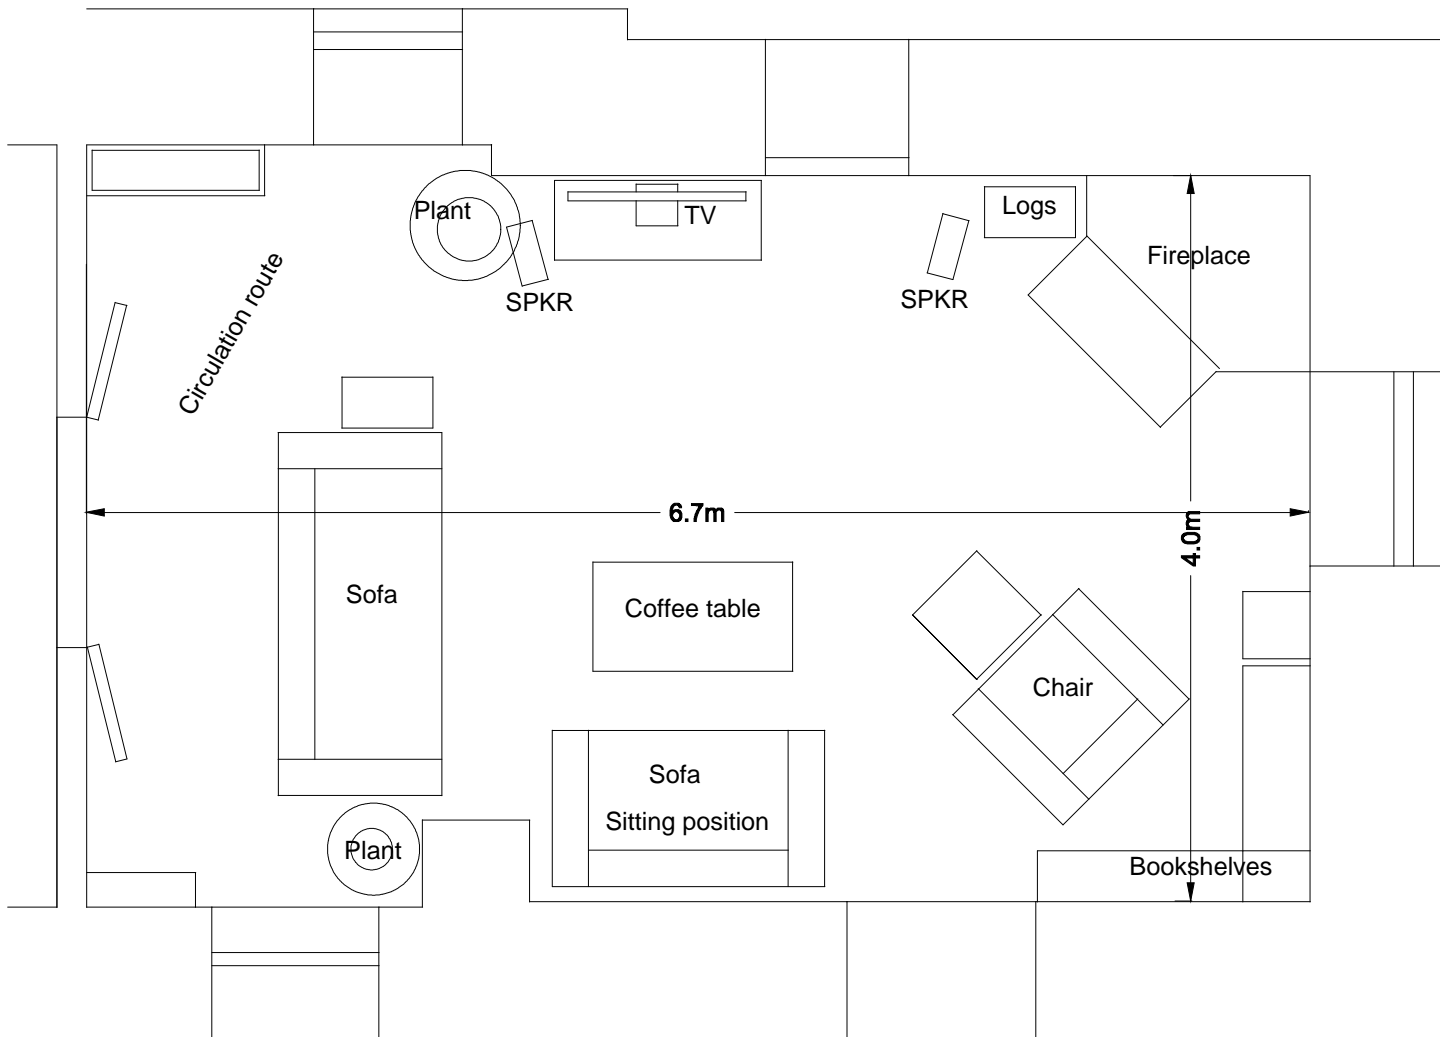 Plant
TV
Logs
Fireplace
SPKR
SPKR
Circulation route
6.7m
4.0m
Sofa
Coffee table
Chair
Sofa
Sitting position
Plant
Bookshelves